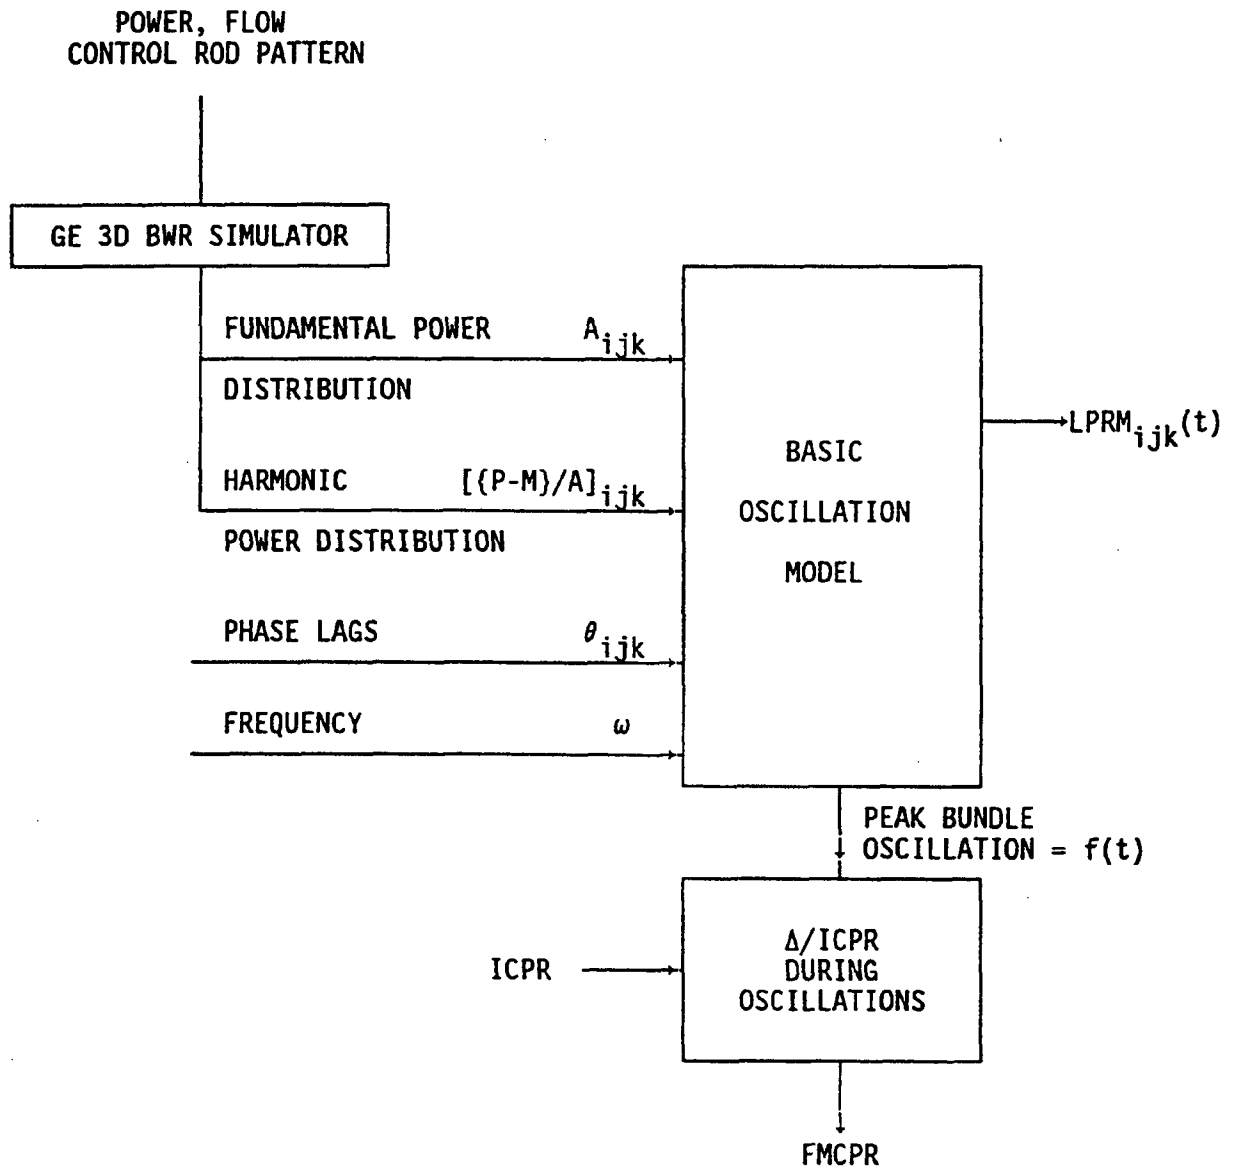 POWER, FLOW
CONTROL ROD PATTERN
GE 3D BWR SIMULATOR
FUNDAMENTAL POWER A_ijk
DISTRIBUTION
HARMONIC [{P-M}/A]_ijk
POWER DISTRIBUTION
PHASE LAGS θ_ijk
FREQUENCY ω
BASIC
OSCILLATION
MODEL
LPRM_ijk(t)
PEAK BUNDLE
OSCILLATION = f(t)
ICPR
Δ/ICPR
DURING
OSCILLATIONS
FMCPR